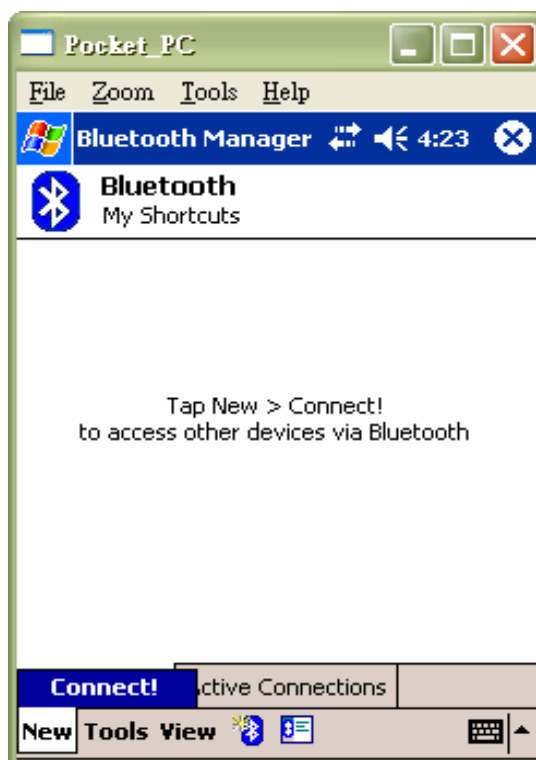 Pocket_PC
File Zoom Tools Help
Bluetooth Manager 4:23
Bluetooth
My Shortcuts
Tap New > Connect!
to access other devices via Bluetooth
Connect! ctive Connections
New Tools View